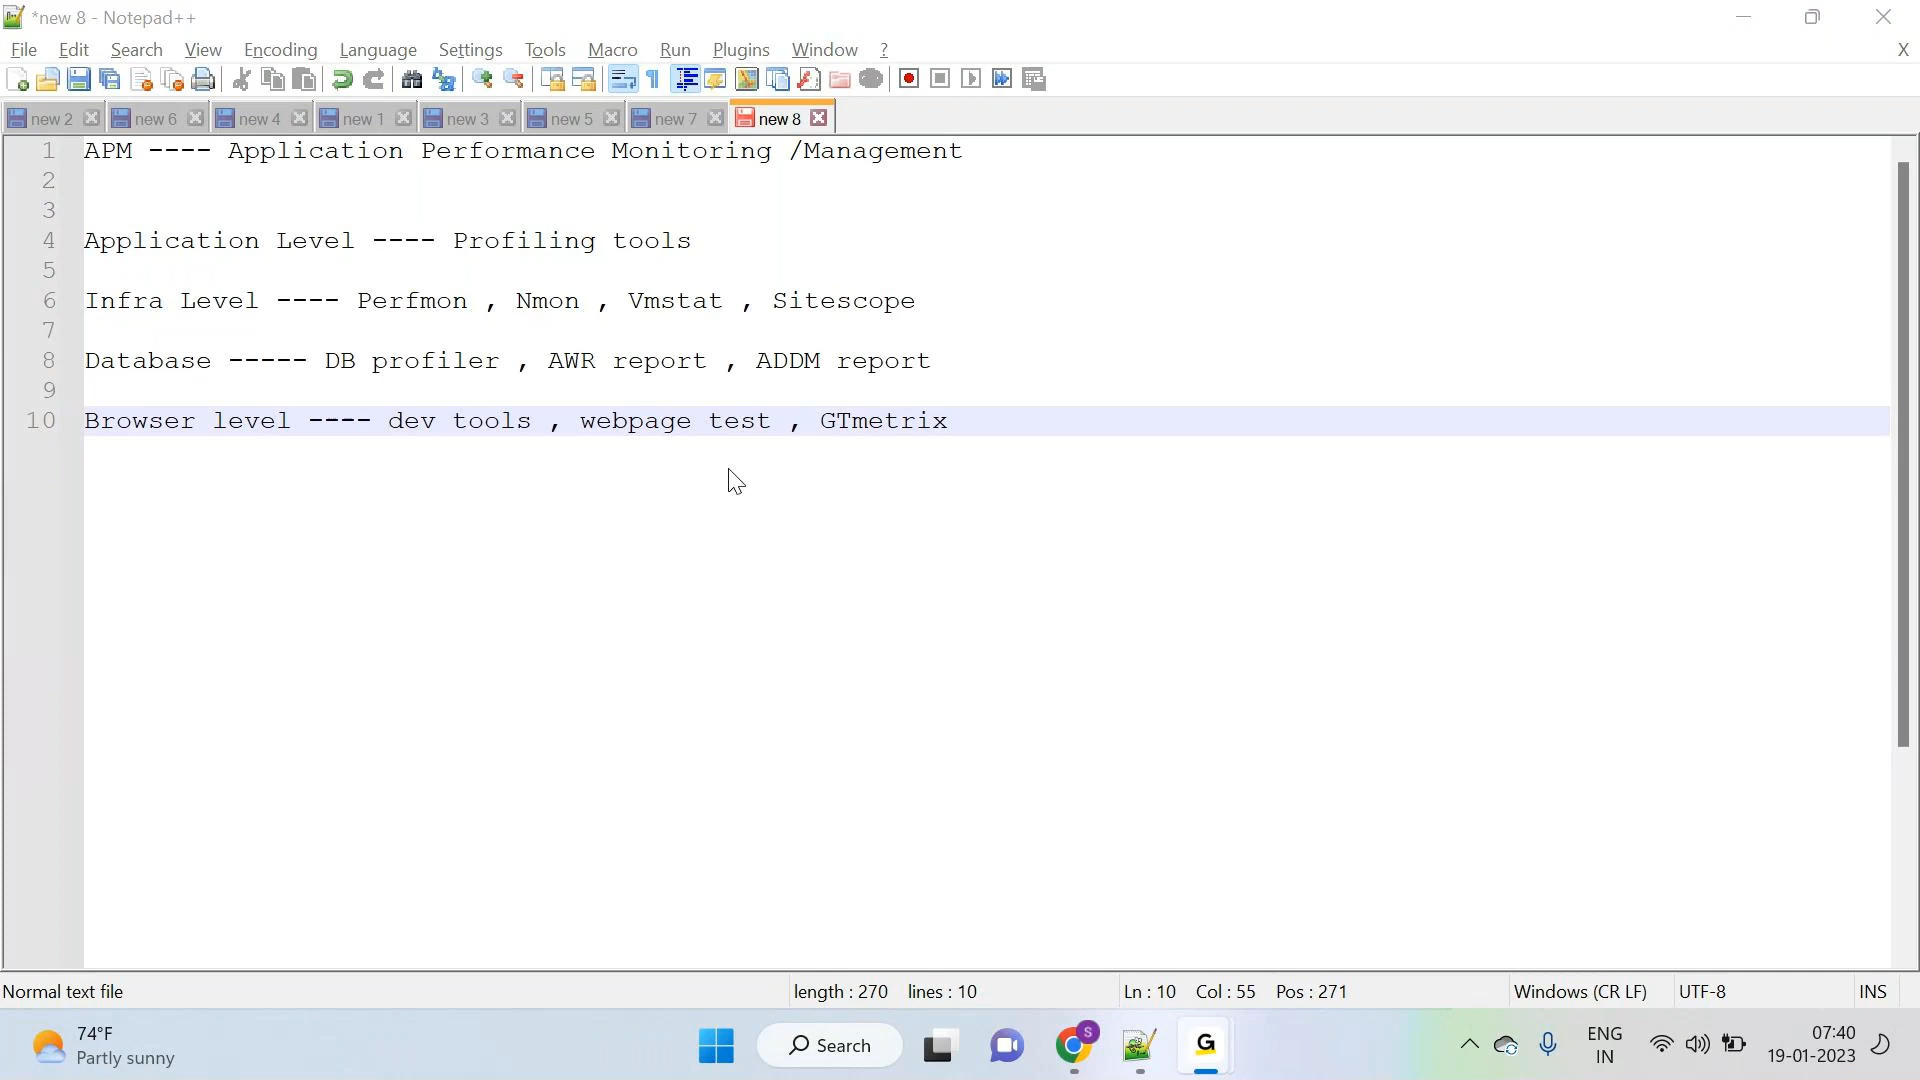 *new 8 - Notepad++
File Edit Search View Encoding Language Settings Tools Macro Run Plugins Window ? X
new 2 new 6 new 4 new 1 new 3 new 5 new 7 new 8
1 APM ---- Application Performance Monitoring /Management
2
3
4 Application Level ---- Profiling tools
5
6 Infra Level ---- Perfmon , Nmon , Vmstat , Sitescope
7
8 Database ----- DB profiler , AWR report , ADDM report
9
10 Browser level ---- dev tools , webpage test , GTmetrix
Normal text file length : 270 lines : 10 Ln : 10 Col : 55 Pos : 271 Windows (CR LF) UTF-8 INS
74°F
Partly sunny
Search
S
G
ENG
IN
07:40
19-01-2023